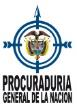 PROCURADURIA
GENERAL DE LA NACION